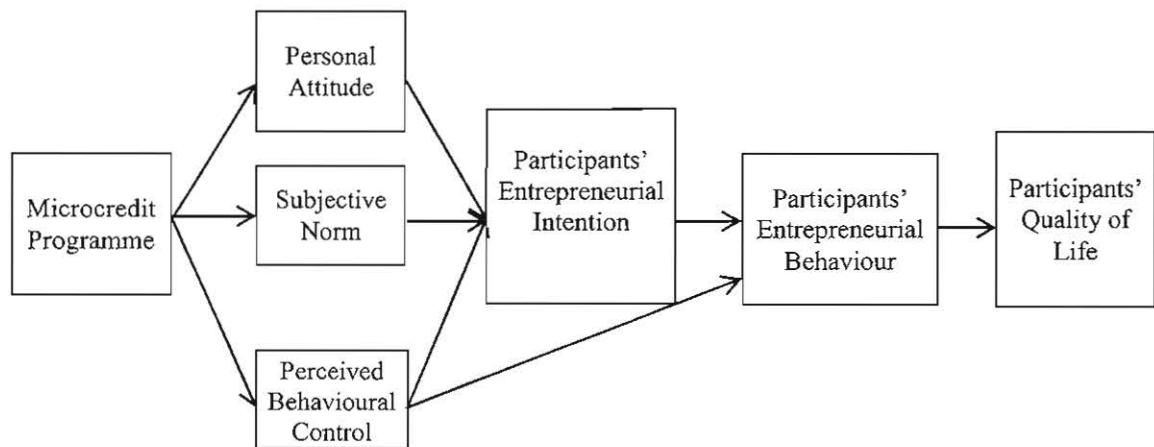 Microcredit
Programme
Personal
Attitude
Subjective
Norm
Perceived
Behavioural
Control
Participants'
Entrepreneurial
Intention
Participants'
Entrepreneurial
Behaviour
Participants'
Quality of
Life